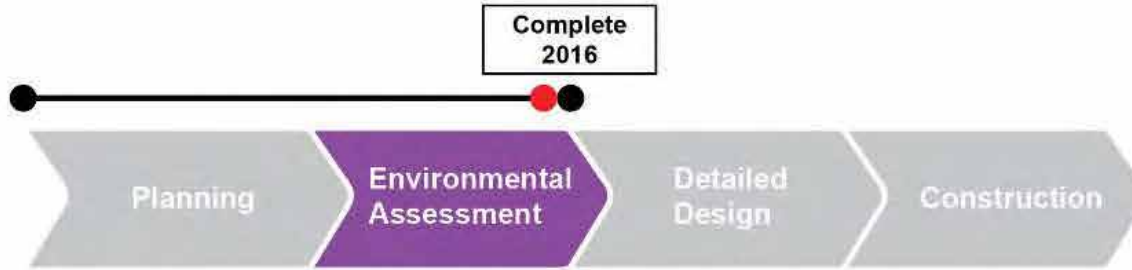 Complete
2016
Planning
Environmental
Assessment
Detailed
Design
Construction